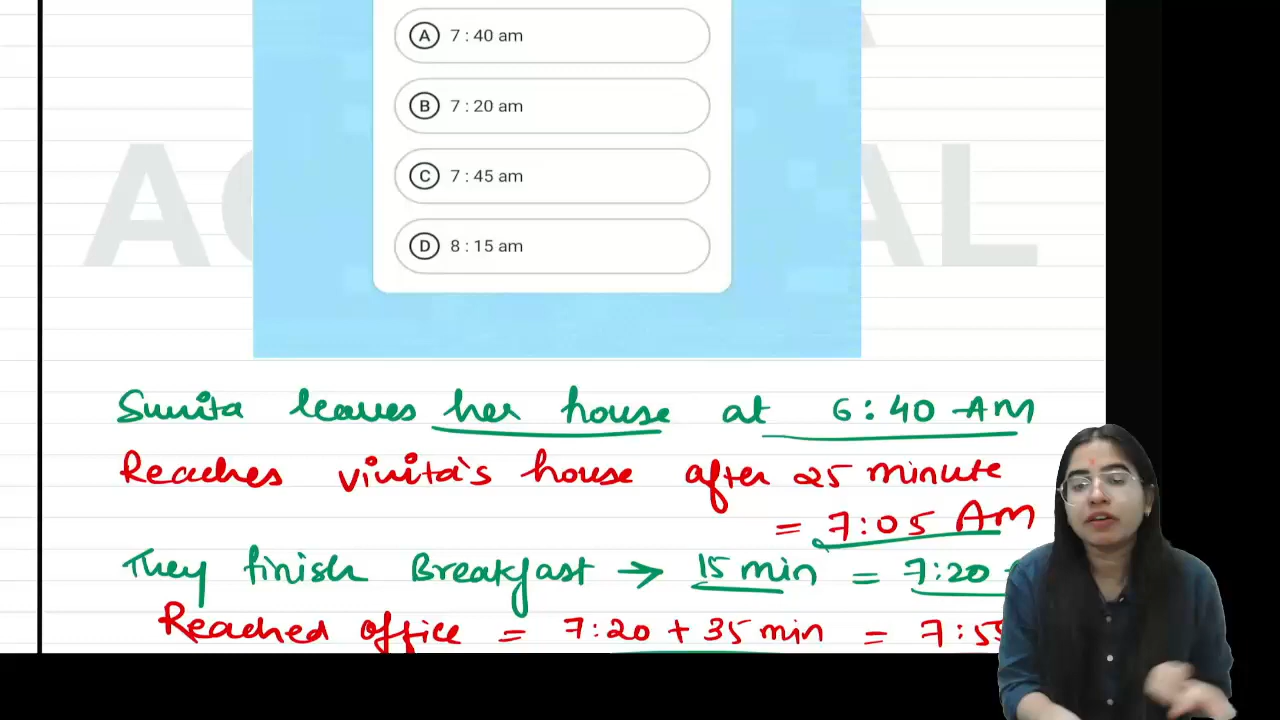 A 7 : 40 am
B 7 : 20 am
C 7 : 45 am
D 8 : 15 am
Sunita leaves her house at 6:40 AM
Reaches vinita's house after 25 minute
= 7:05 AM
They finish Breakfast → 15 min = 7:20
Reached office = 7:20 + 35 min = 7:55